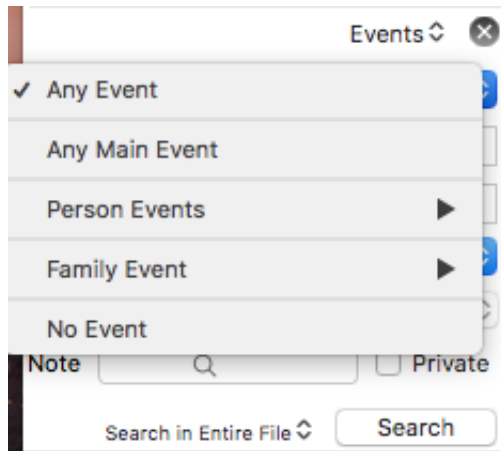 Events
Any Event
Any Main Event
Person Events
Family Event
No Event
Note Private
Search in Entire File Search